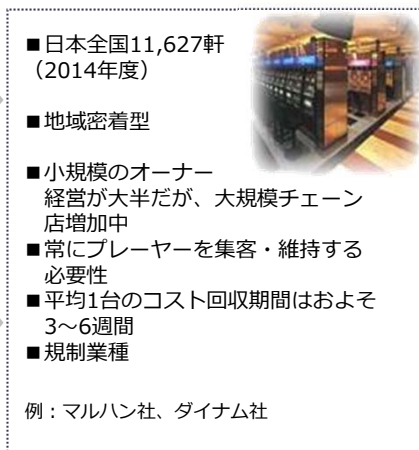 ■日本全国11,627軒
（2014年度）
■地域密着型
■小規模のオーナー
経営が大半だが、大規模チェーン
店増加中
■常にプレーヤーを集客・維持する
必要性
■平均1台のコスト回収期間はおよそ
3～6週間
■規制業種
例：マルハン社、ダイナム社